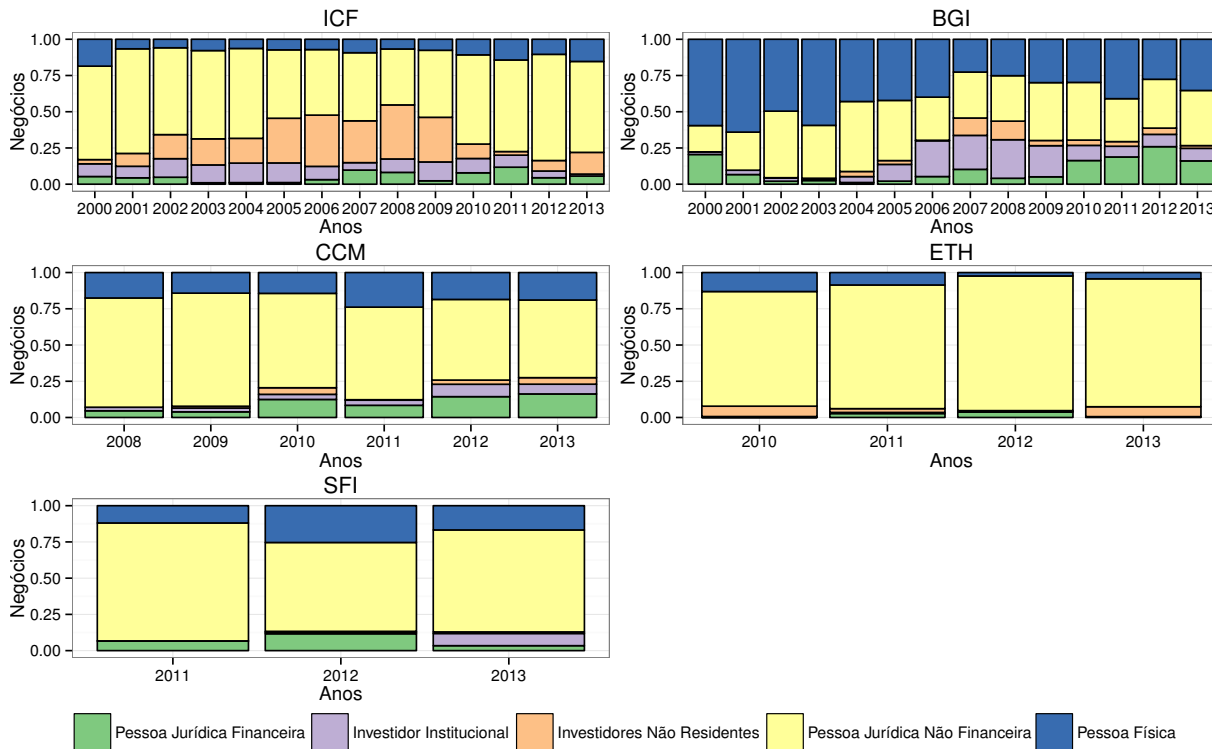 ICF
BGI
Negócios
1.00
0.75
0.50
0.25
0.00
2000 2001 2002 2003 2004 2005 2006 2007 2008 2009 2010 2011 2012 2013
Anos
Negócios
1.00
0.75
0.50
0.25
0.00
2000 2001 2002 2003 2004 2005 2006 2007 2008 2009 2010 2011 2012 2013
Anos
CCM
ETH
Negócios
1.00
0.75
0.50
0.25
0.00
2008 2009 2010 2011 2012 2013
Anos
Negócios
1.00
0.75
0.50
0.25
0.00
2010 2011 2012 2013
Anos
SFI
Negócios
1.00
0.75
0.50
0.25
0.00
2011 2012 2013
Anos
Pessoa Jurídica Financeira Investidor Institucional Investidores Não Residentes Pessoa Jurídica Não Financeira Pessoa Física